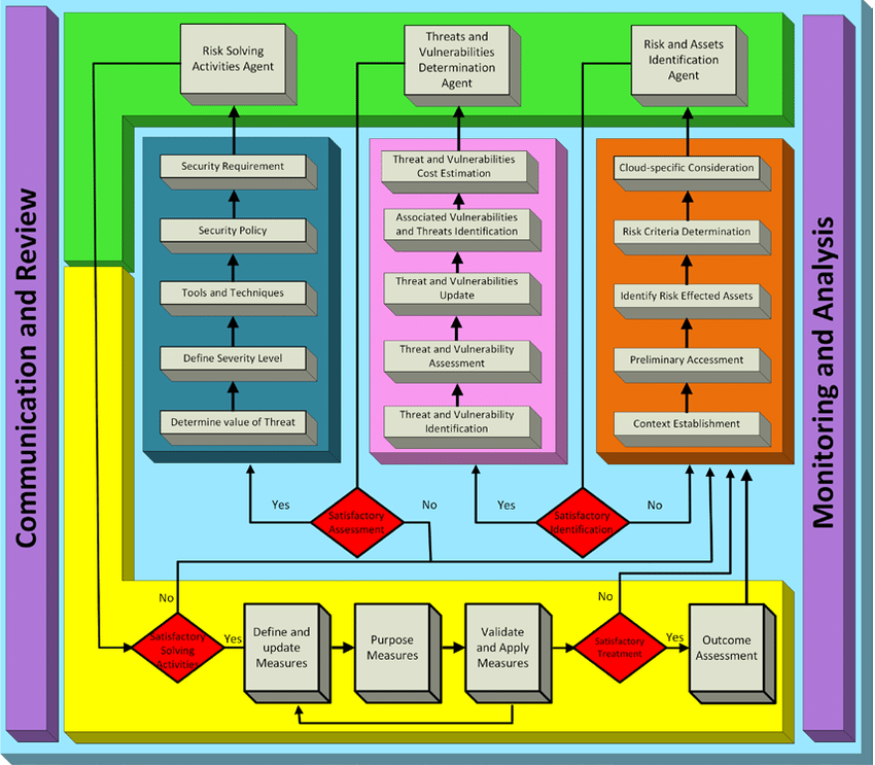 Communication and Review
Risk Solving
Activities Agent
Threats and
Vulnerabilities
Determination
Agent
Risk and Assets
Identification
Agent
Security Requirement
Security Policy
Tools and Techniques
Define Severity Level
Determine value of Threat
Threat and Vulnerabilities
Cost Estimation
Associated Vulnerabilities
and Threats Identification
Threat and Vulnerabilities
Update
Threat and Vulnerability
Assessment
Threat and Vulnerability
Identification
Cloud-specific Consideration
Risk Criteria Determination
Identify Risk Effected Assets
Preliminary Accessment
Context Establishment
Yes
Satisfactory
Assessment
No
Yes
Satisfactory
Identification
No
No
Satisfactory
Solving
Activities
Yes
Define and
update
Measures
Purpose
Measures
Validate
and Apply
Measures
No
Satisfactory
Treatment
Yes
Outcome
Assessment
Monitoring and Analysis